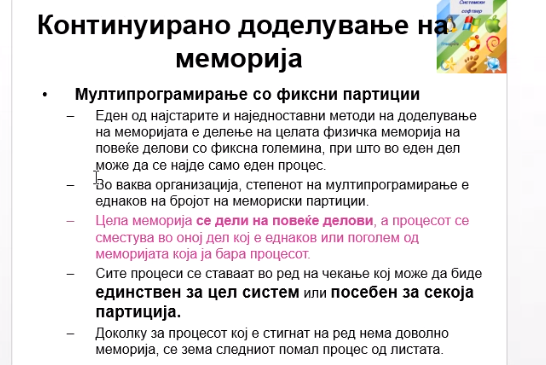 Континуирано доделување на
меморија
Системски
софтвер
• Мултипрограмирање со фиксни партиции
– Еден од најстарите и наједноставни методи на доделување
на меморијата е делење на целата физичка меморија на
повеќе делови со фиксна големина, при што во еден дел
може да се најде само еден процес.
– Во ваква организација, степенот на мултипрограмирање е
еднаков на бројот на мемориски партиции.
– Цела меморија се дели на повеќе делови, а процесот се
сместува во оној дел кој е еднаков или поголем од
меморијата која ја бара процесот.
– Сите процеси се ставаат во ред на чекање кој може да биде
единствен за цел систем или посебен за секоја
партиција.
– Доколку за процесот кој е стигнат на ред нема доволно
меморија, се зема следниот помал процес од листата.